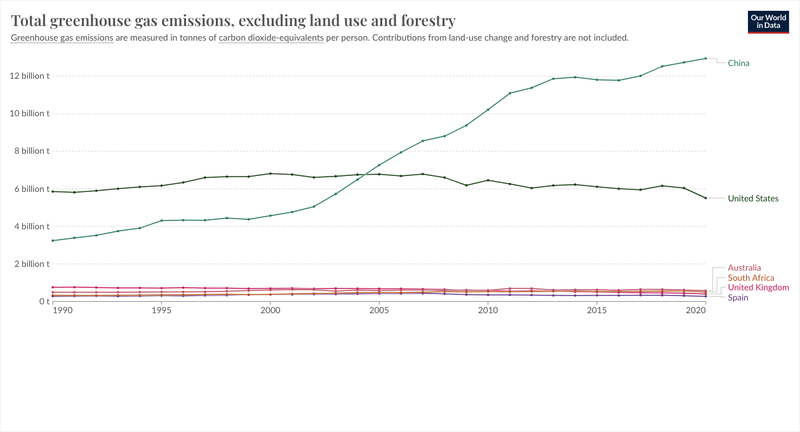 Total greenhouse gas emissions, excluding land use and forestry
Our World
in Data
Greenhouse gas emissions are measured in tonnes of carbon dioxide-equivalents per person. Contributions from land-use change and forestry are not included.
12 billion t
10 billion t
8 billion t
6 billion t
4 billion t
2 billion t
0 t
China
United States
Australia
South Africa
United Kingdom
Spain
1990 1995 2000 2005 2010 2015 2020